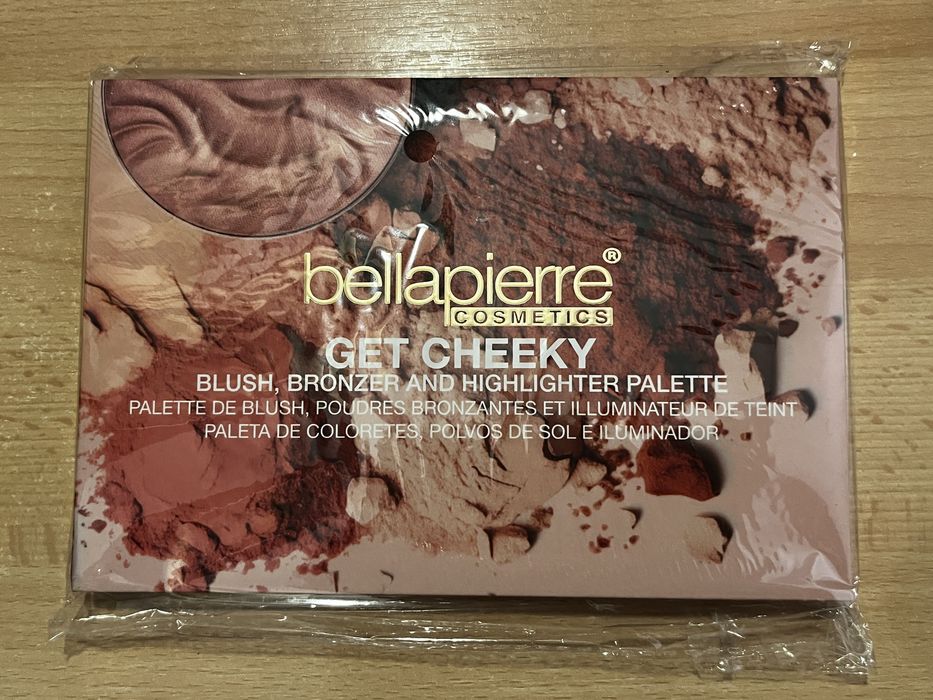 bellapierre®
COSMETICS
GET CHEEKY
BLUSH, BRONZER AND HIGHLIGHTER PALETTE
PALETTE DE BLUSH, POUDRES BRONZANTES ET ILLUMINATEUR DE TEINT
PALETA DE COLORETES, POLVOS DE SOL E ILUMINADOR